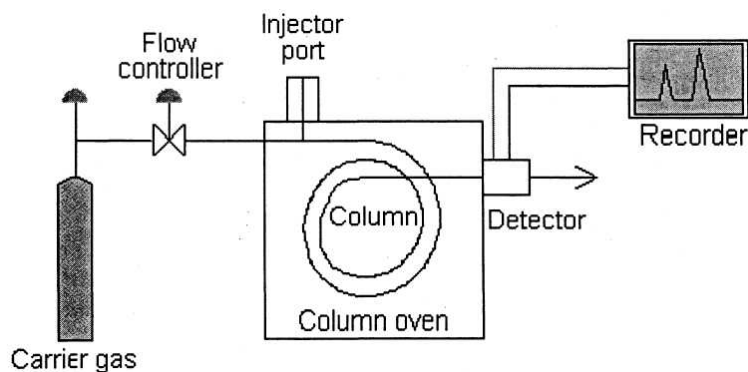 Flow
controller
Injector
port
Recorder
Column
Detector
Column oven
Carrier gas